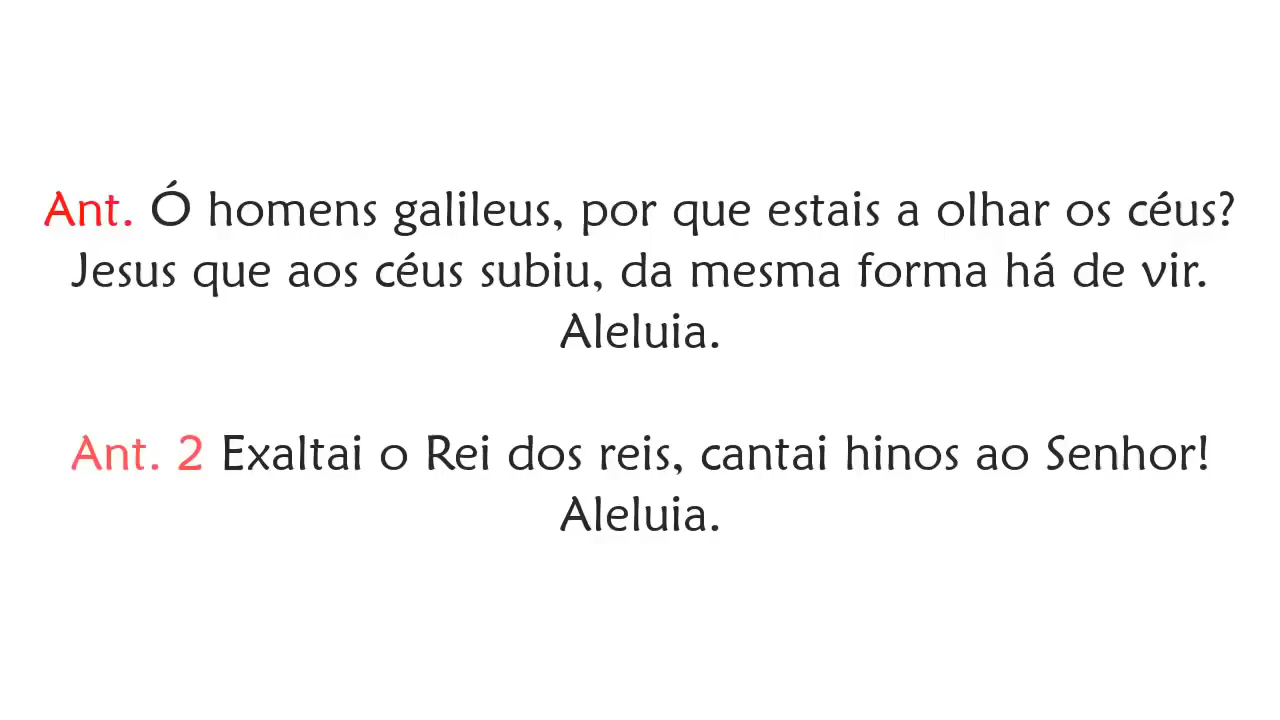 Ant. Ó homens galileus, por que estais a olhar os céus?
Jesus que aos céus subiu, da mesma forma há de vir.
Aleluia.
Ant. 2 Exaltai o Rei dos reis, cantai hinos ao Senhor!
Aleluia.